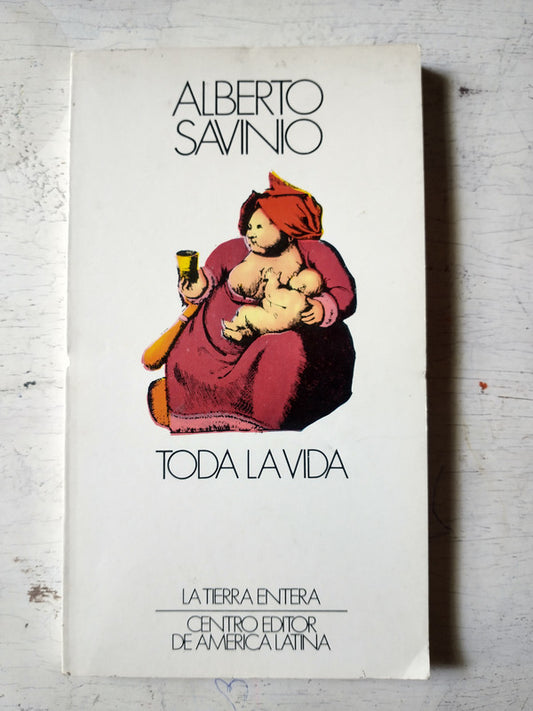 ALBERTO
SAVINIO
TODA LA VIDA
LA TIERRA ENTERA
CENTRO EDITOR
DE AMERICA LATINA